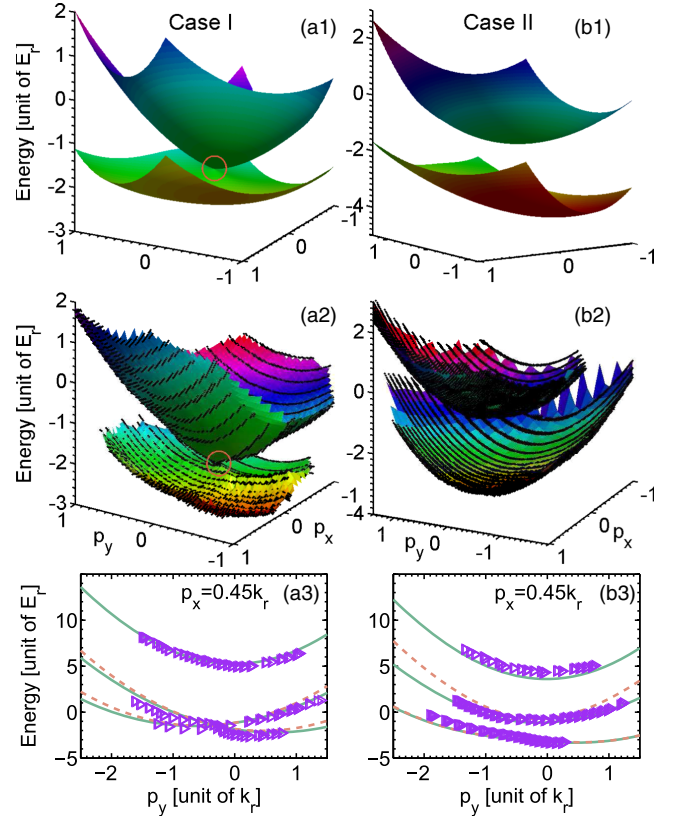 Case I (a1) Case II (b1)
Energy [unit of E_r]
2
1
0
-1
-2
-3
1 0 -1
1 0 -1
2
0
-2
-4
1 0 -1
1 0 -1
(a2) (b2)
Energy [unit of E_r]
2
1
0
-1
-2
-3
1 0 -1
p_y
1 0 -1
p_x
2
0
-2
-4
1 0 -1
p_y
1 0 -1
p_x
p_x=0.45k_r (a3)
p_x=0.45k_r (b3)
Energy [unit of E_r]
10
5
0
−5
−2 −1 0 1
p_y [unit of k_r]
10
5
0
−5
−2 −1 0 1
p_y [unit of k_r]